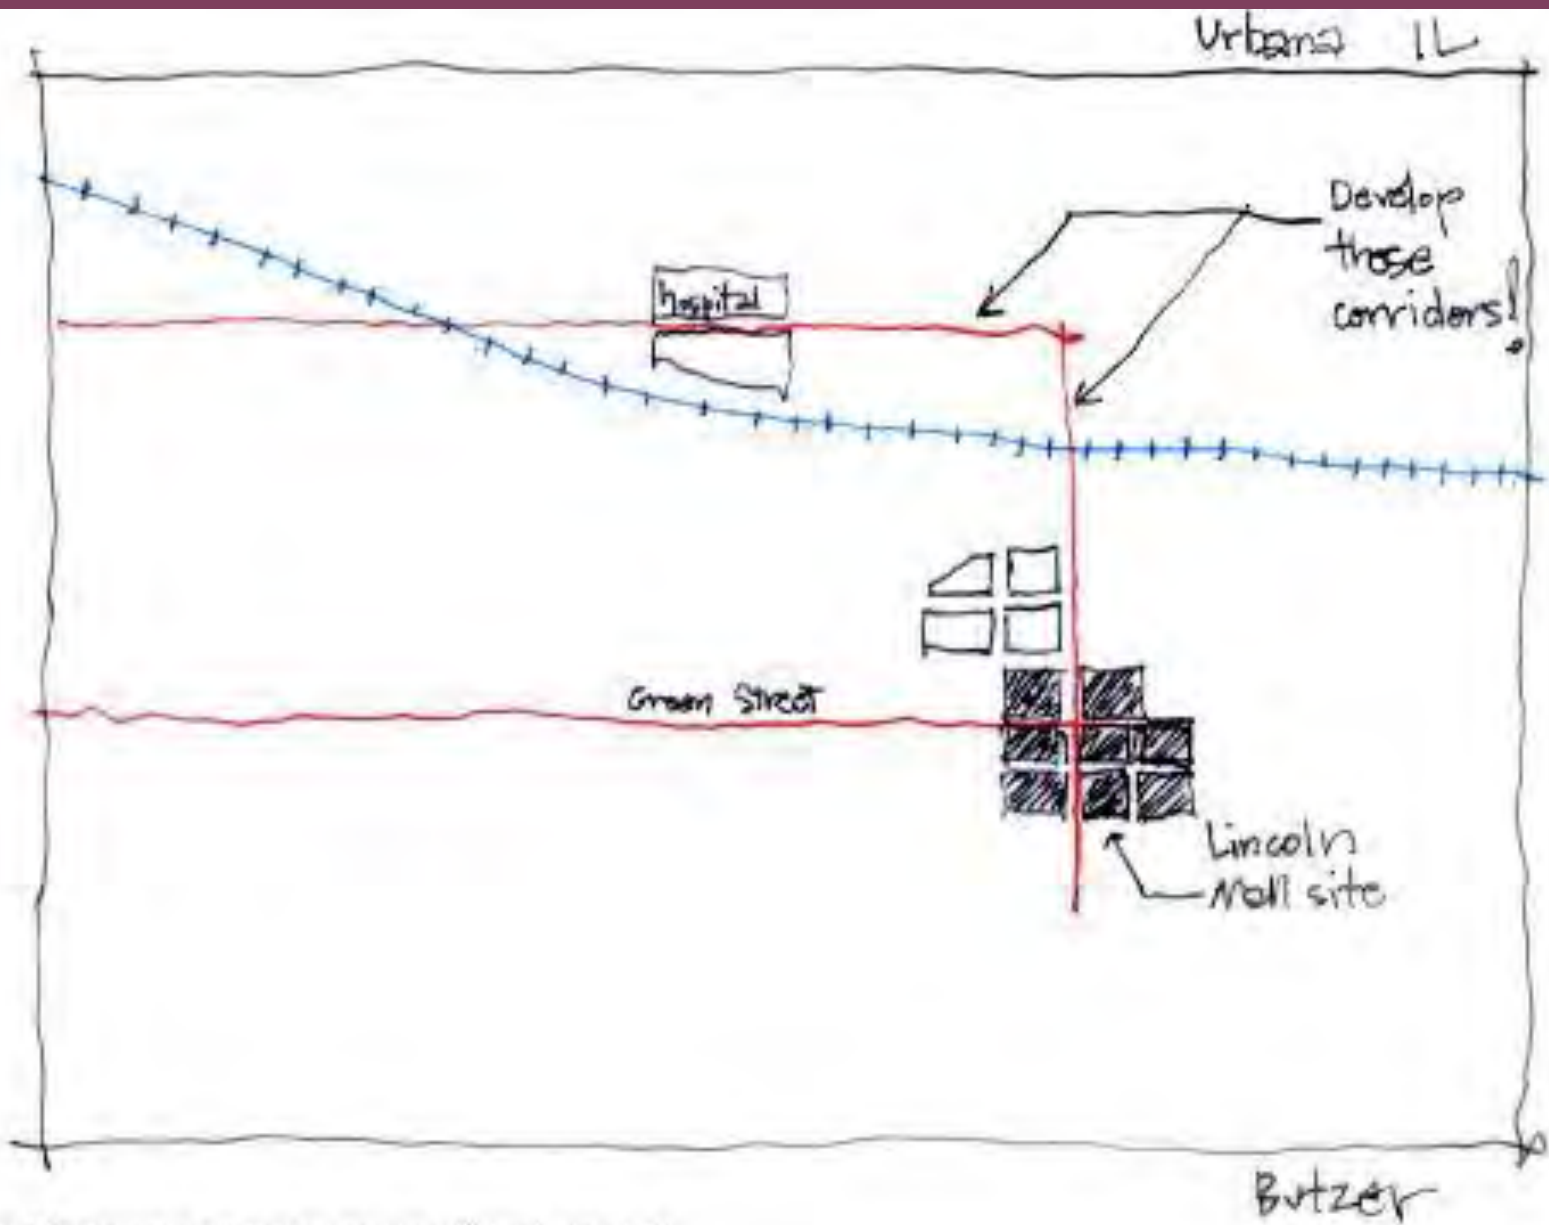 Urbana IL
Develop
these
corridors!
hospital
Green Street
Lincoln
Mall site
Butzer